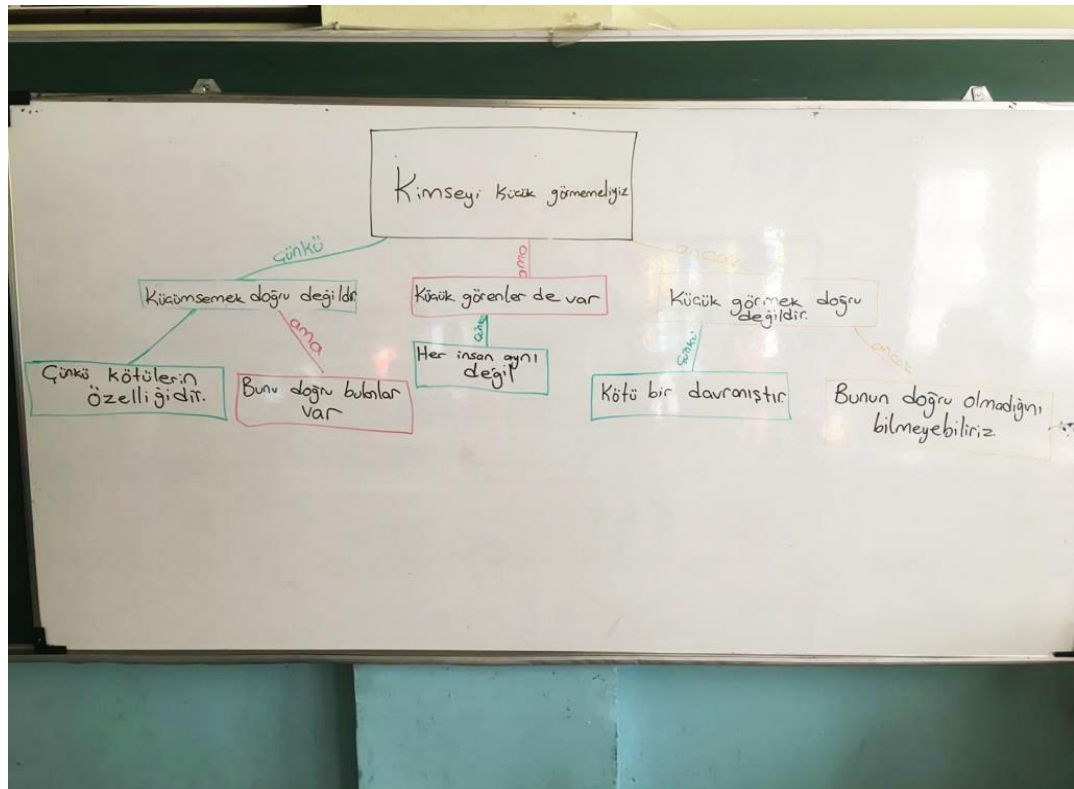 Kimseyi küçük görmemeliyiz
Çünkü
ama
ancak
Küçümsemek doğru değildir
Küçük görenler de var
Küçük görmek doğru
değildir.
ama
Çünkü
ancak
Çünkü kötülerin
Özelliğidir.
Bunu doğru bulanlar
var
Her insan aynı
değil
Kötü bir davranıştır
Bunun doğru olmadığını
bilmeyebiliriz